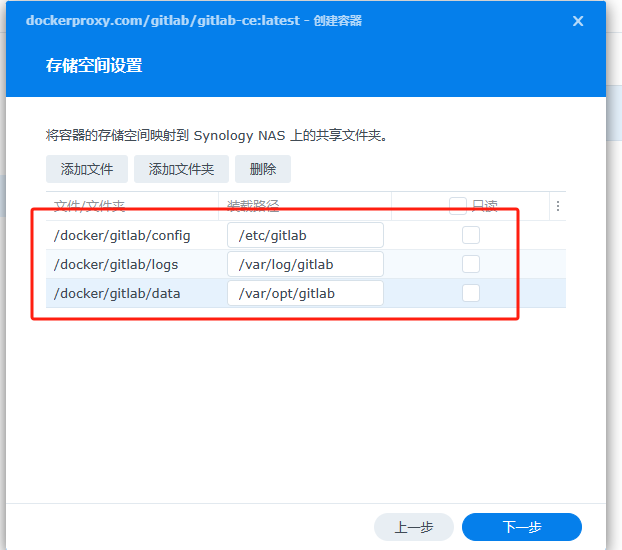 dockerproxy.com/gitlab/gitlab-ce:latest - 创建容器
存储空间设置
将容器的存储空间映射到 Synology NAS 上的共享文件夹。
添加文件 添加文件夹 删除
文件/文件夹 装载路径 只读
/docker/gitlab/config /etc/gitlab
/docker/gitlab/logs /var/log/gitlab
/docker/gitlab/data /var/opt/gitlab
上一步 下一步